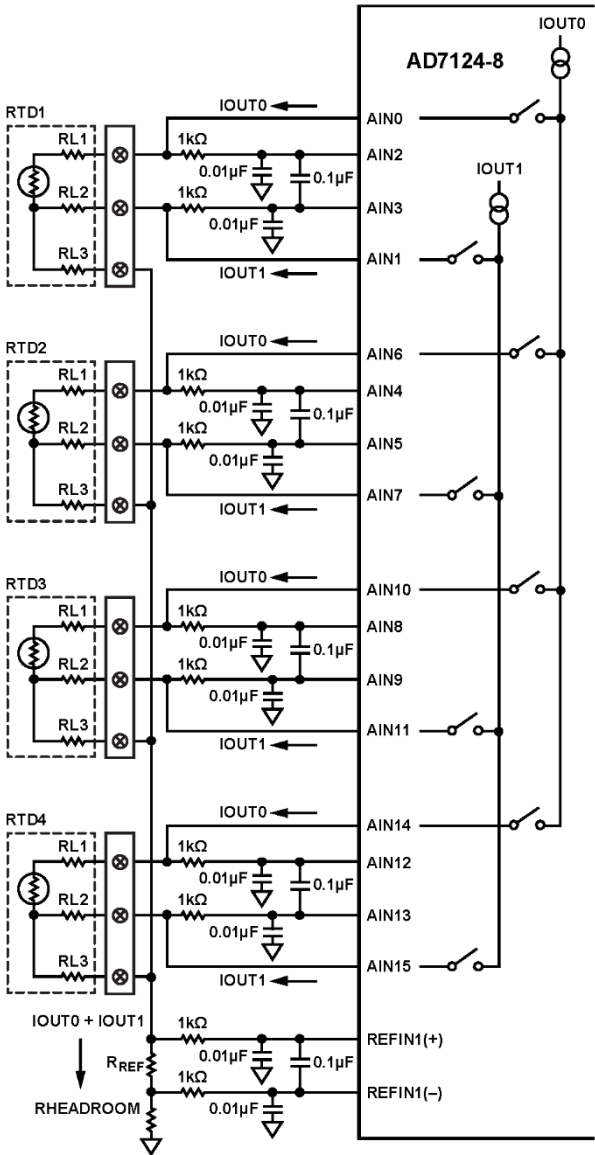 IOUT0
AD7124-8
RTD1
IOUT0
AIN0
RL1
1kΩ
AIN2
0.01µF
0.1µF
IOUT1
RL2
1kΩ
AIN3
0.01µF
RL3
AIN1
IOUT1
RTD2
IOUT0
AIN6
RL1
1kΩ
AIN4
0.01µF
0.1µF
RL2
1kΩ
AIN5
0.01µF
RL3
AIN7
IOUT1
RTD3
IOUT0
AIN10
RL1
1kΩ
AIN8
0.01µF
0.1µF
RL2
1kΩ
AIN9
0.01µF
RL3
AIN11
IOUT1
RTD4
IOUT0
AIN14
RL1
1kΩ
AIN12
0.01µF
0.1µF
RL2
1kΩ
AIN13
0.01µF
RL3
AIN15
IOUT1
IOUT0 + IOUT1
1kΩ
REFIN1(+)
0.01µF
0.1µF
RREF
1kΩ
REFIN1(–)
RHEADROOM
0.01µF